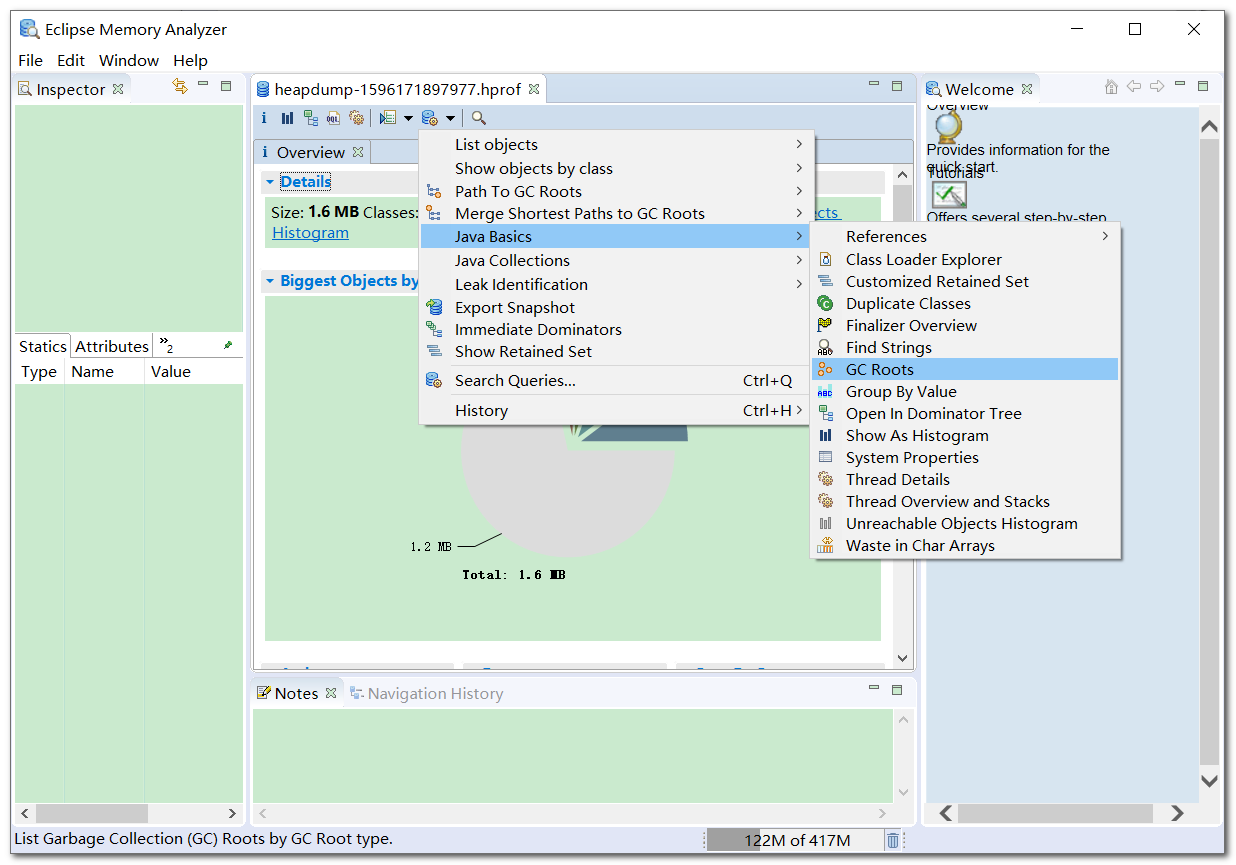 Eclipse Memory Analyzer
File Edit Window Help
Inspector
heapdump-1596171897977.hprof
Welcome
Overview
Provides information for the
quick start.
Tutorials
Offers several step-by-step
i Overview
Details
Size: 1.6 MB Classes:
Histogram
Biggest Objects by
List objects
Show objects by class
Path To GC Roots
Merge Shortest Paths to GC Roots
Java Basics
Java Collections
Leak Identification
Export Snapshot
Immediate Dominators
Show Retained Set
Search Queries... Ctrl+Q
History Ctrl+H
References
Class Loader Explorer
Customized Retained Set
Duplicate Classes
Finalizer Overview
Find Strings
GC Roots
Group By Value
Open In Dominator Tree
Show As Histogram
System Properties
Thread Details
Thread Overview and Stacks
Unreachable Objects Histogram
Waste in Char Arrays
Statics Attributes »2
Type Name Value
1.2 MB
Total: 1.6 MB
Notes Navigation History
List Garbage Collection (GC) Roots by GC Root type.
122M of 417M